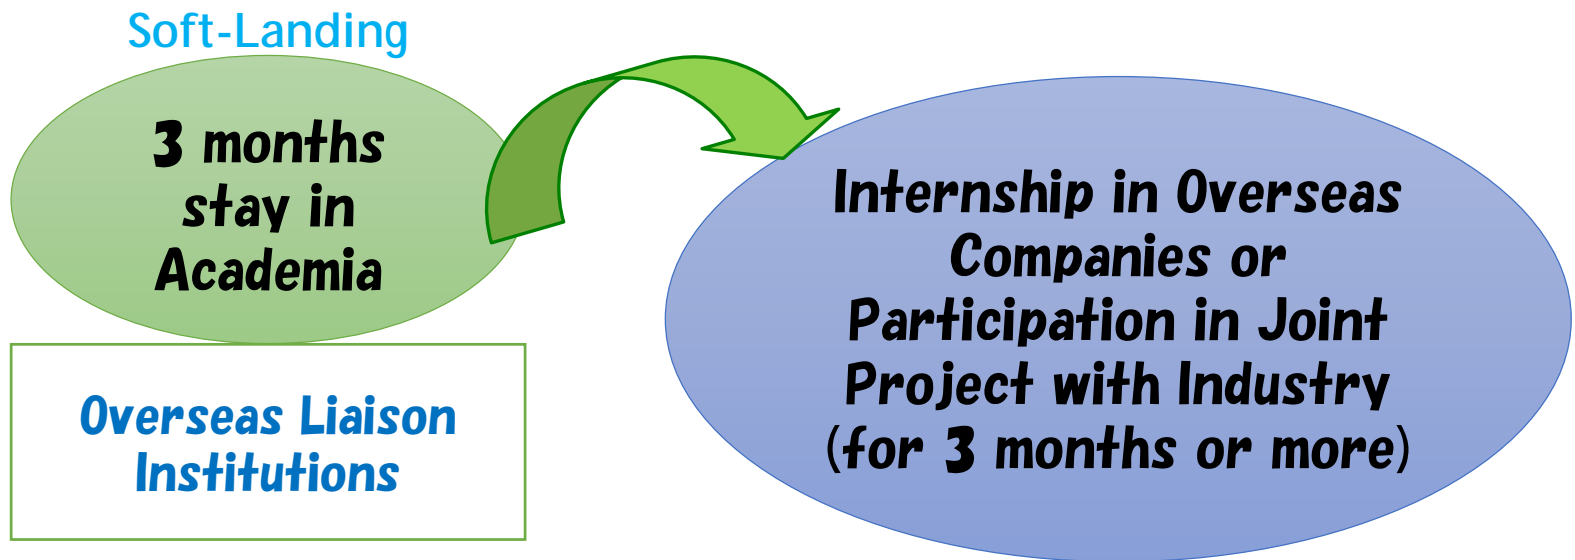 Soft-Landing
3 months
stay in
Academia
Overseas Liaison
Institutions
Internship in Overseas
Companies or
Participation in Joint
Project with Industry
(for 3 months or more)